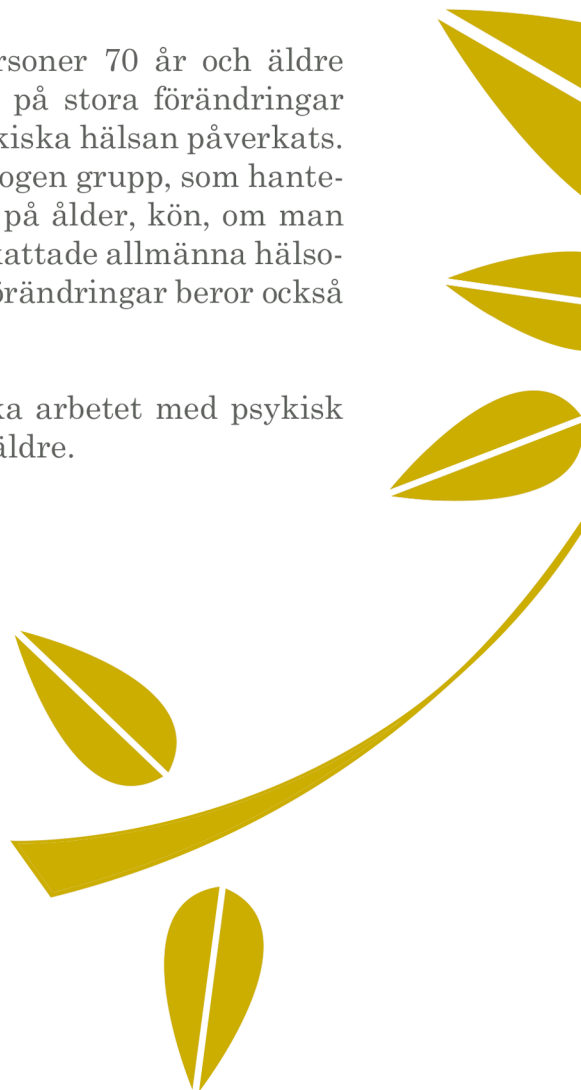 rsoner 70 år och äldre
på stora förändringar
kiska hälsan påverkats.
ogen grupp, som hante-
på ålder, kön, om man
kattade allmänna hälso-
örändringar beror också
ka arbetet med psykisk
äldre.